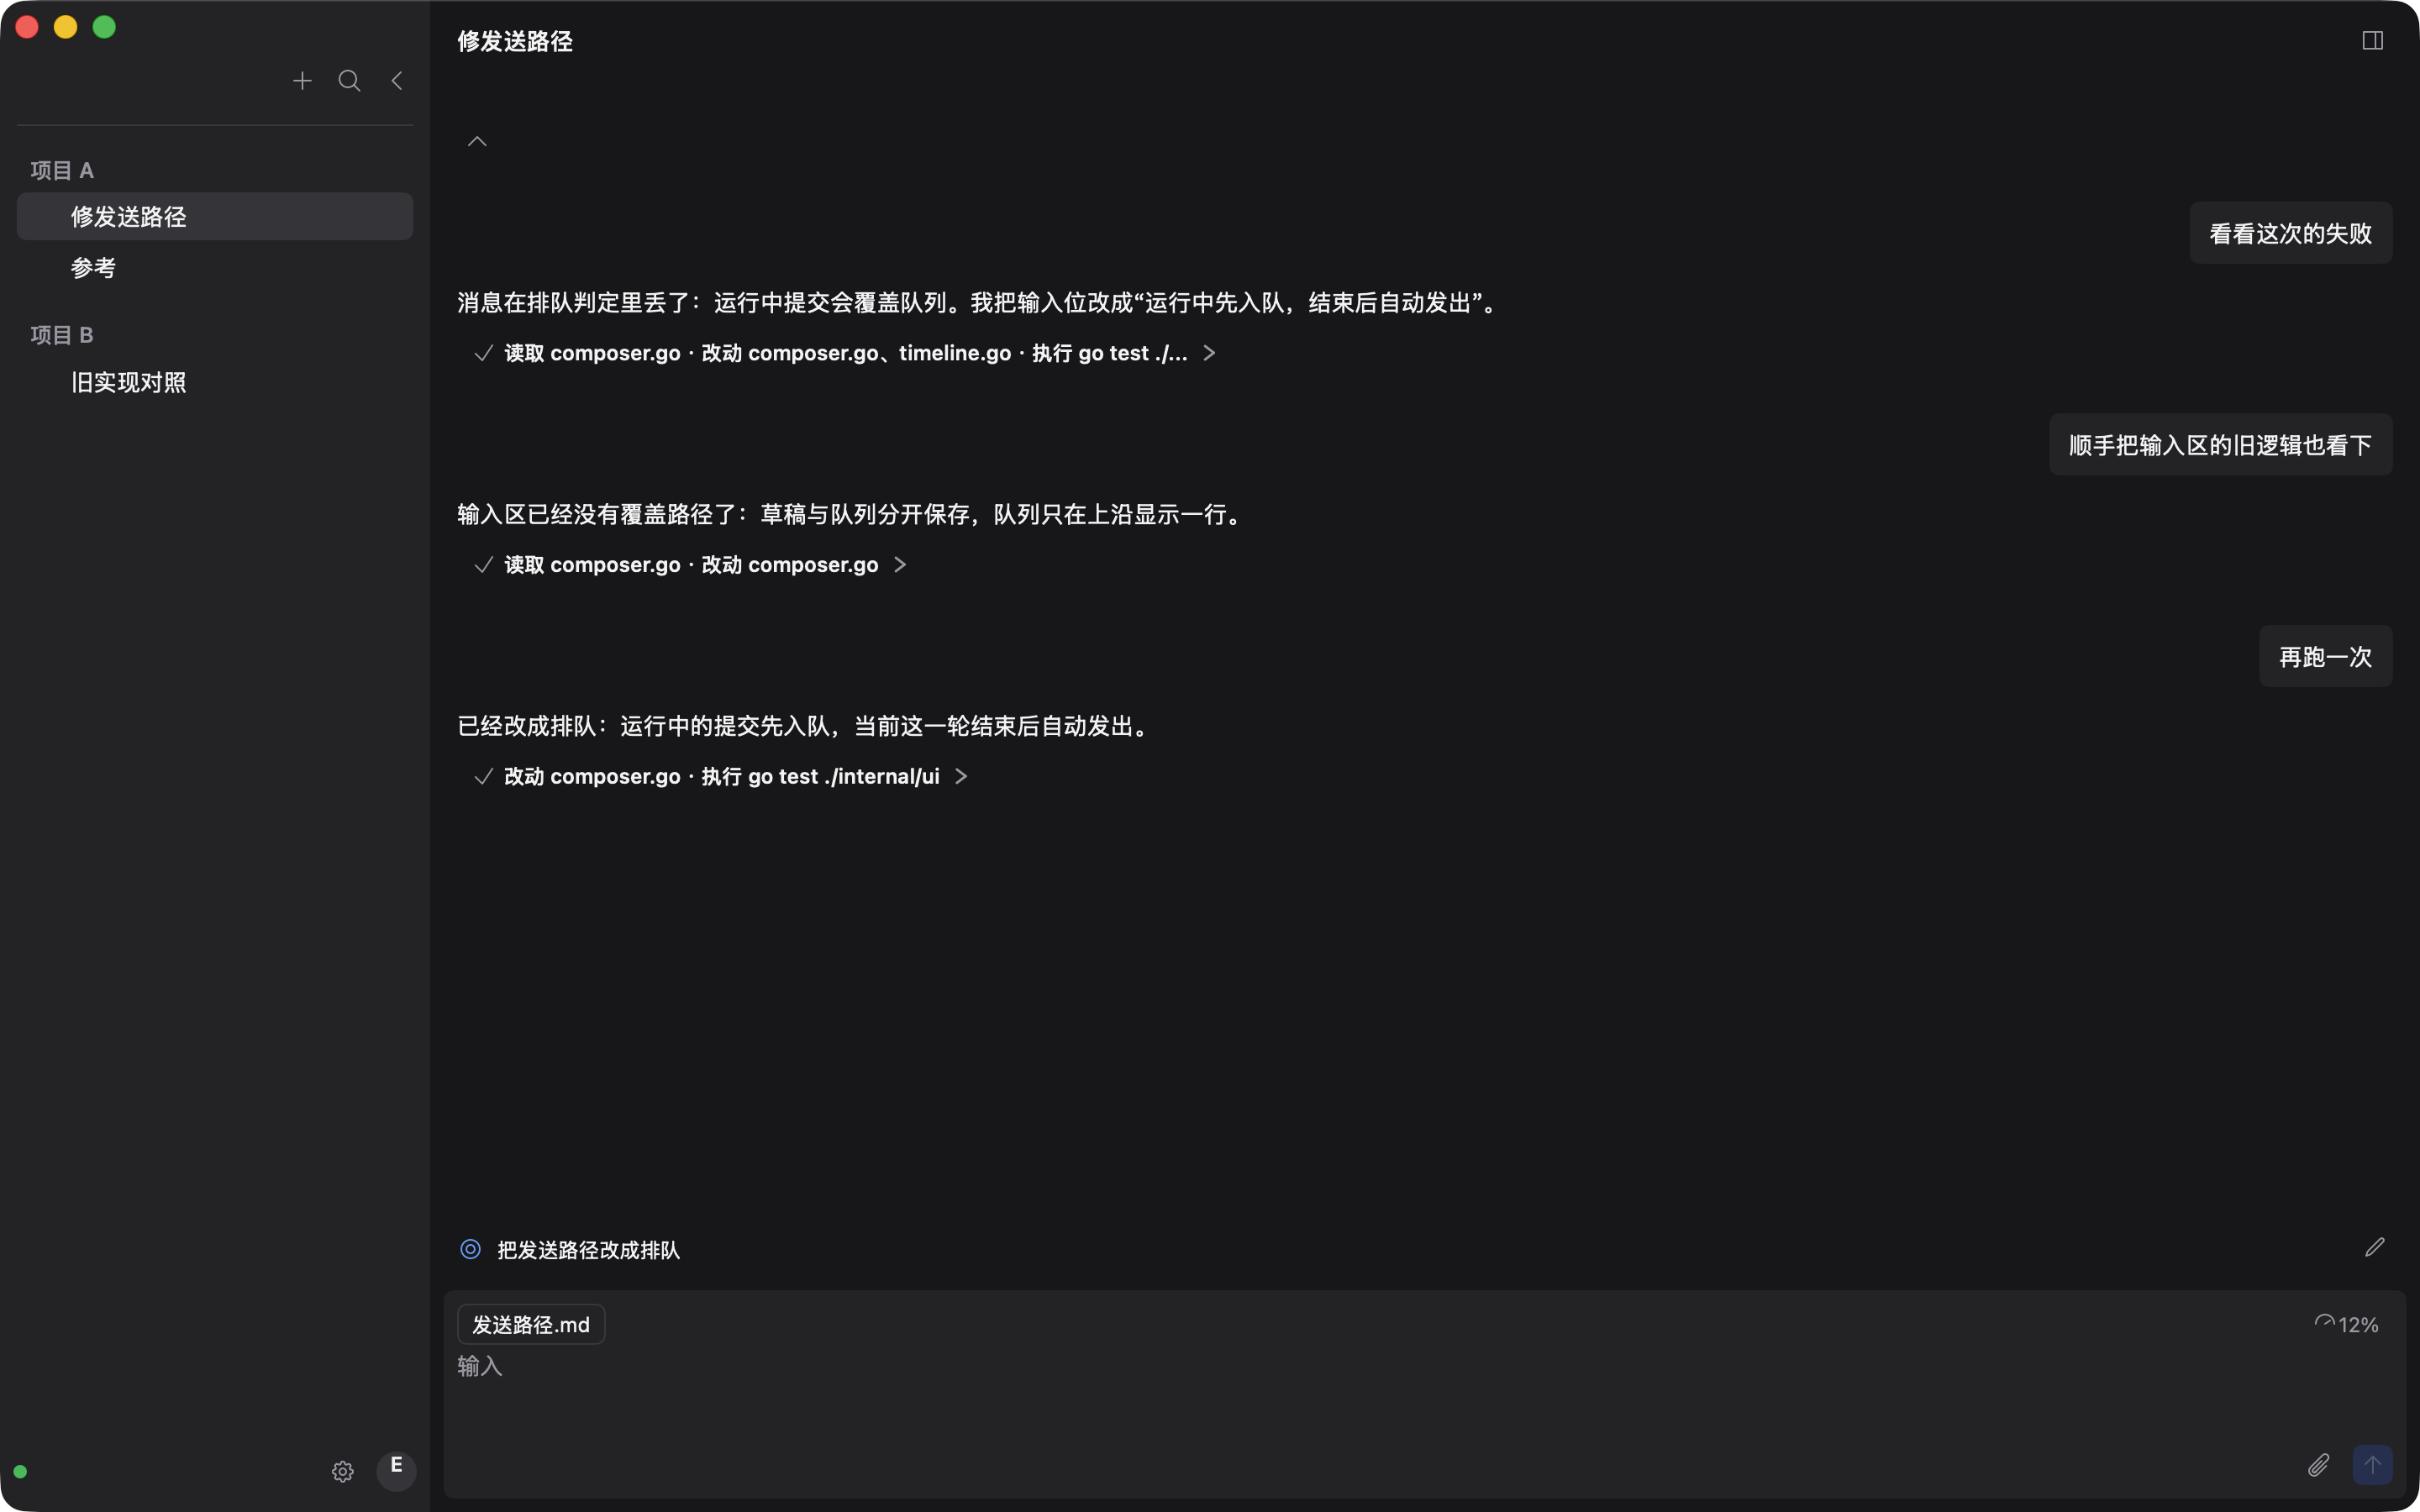 修发送路径
项目 A
修发送路径
参考
项目 B
旧实现对照
看看这次的失败
消息在排队判定里丢了：运行中提交会覆盖队列。我把输入位改成“运行中先入队，结束后自动发出”。
读取 composer.go · 改动 composer.go、timeline.go · 执行 go test ./...
顺手把输入区的旧逻辑也看下
输入区已经没有覆盖路径了：草稿与队列分开保存，队列只在上沿显示一行。
读取 composer.go · 改动 composer.go
再跑一次
已经改成排队：运行中的提交先入队，当前这一轮结束后自动发出。
改动 composer.go · 执行 go test ./internal/ui
把发送路径改成排队
发送路径.md
12%
输入
E